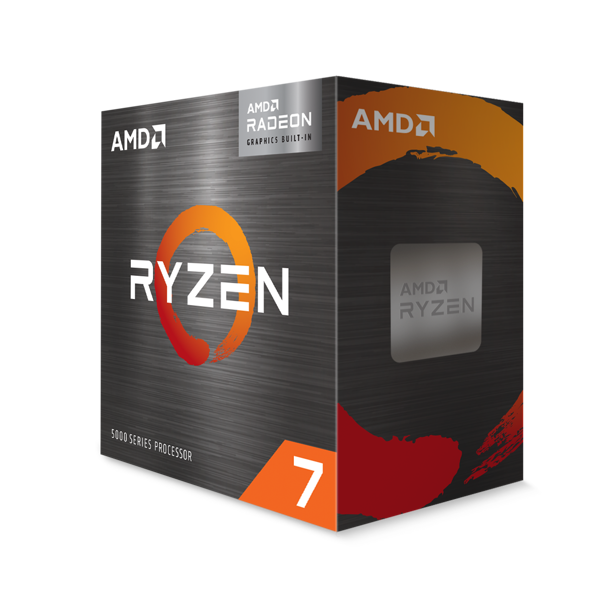 AMD
AMD
RADEON
GRAPHICS BUILT-IN
RYZEN
5000 SERIES PROCESSOR
7
AMD
AMD
RYZEN